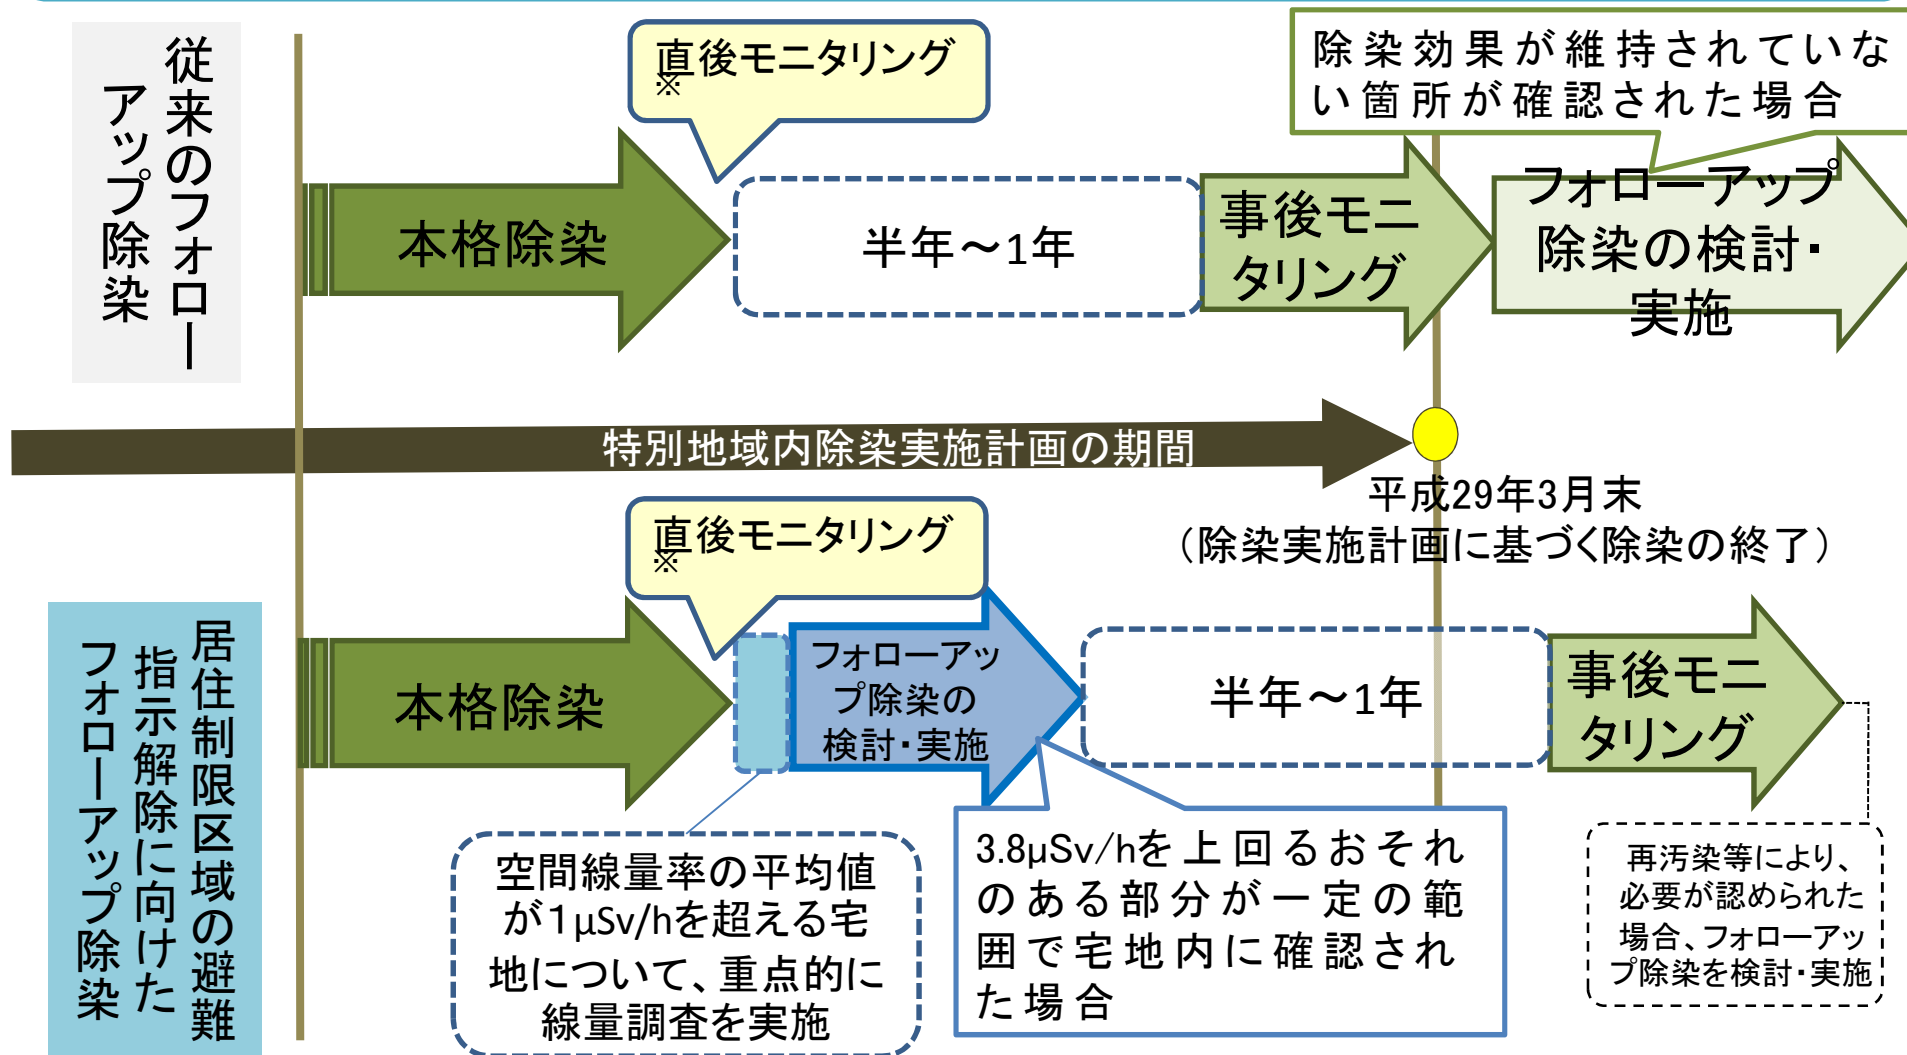 従来のフォロー
アップ除染
直後モニタリング
※
除染効果が維持されていな
い箇所が確認された場合
本格除染
半年～1年
事後モニ
タリング
フォローアップ
除染の検討・
実施
特別地域内除染実施計画の期間
平成29年3月末
（除染実施計画に基づく除染の終了）
居住制限区域の避難
指示解除に向けた
フォローアップ除染
直後モニタリング
※
本格除染
フォローアッ
プ除染の
検討・実施
半年～1年
事後モニ
タリング
空間線量率の平均値
が１μSv/hを超える宅
地について、重点的に
線量調査を実施
3.8μSv/hを上回るおそれ
のある部分が一定の範
囲で宅地内に確認され
た場合
再汚染等により、
必要が認められた
場合、フォローアッ
プ除染を検討・実施